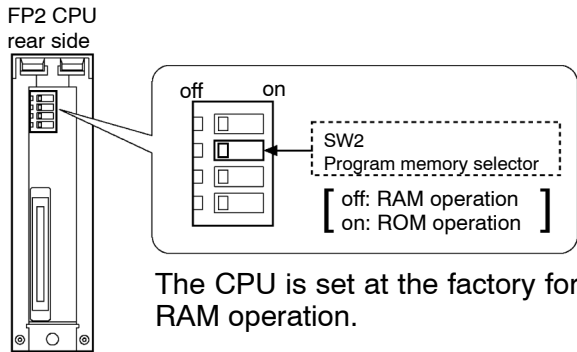 FP2 CPU
rear side
off on
SW2
Program memory selector
off: RAM operation
on: ROM operation
The CPU is set at the factory for
RAM operation.